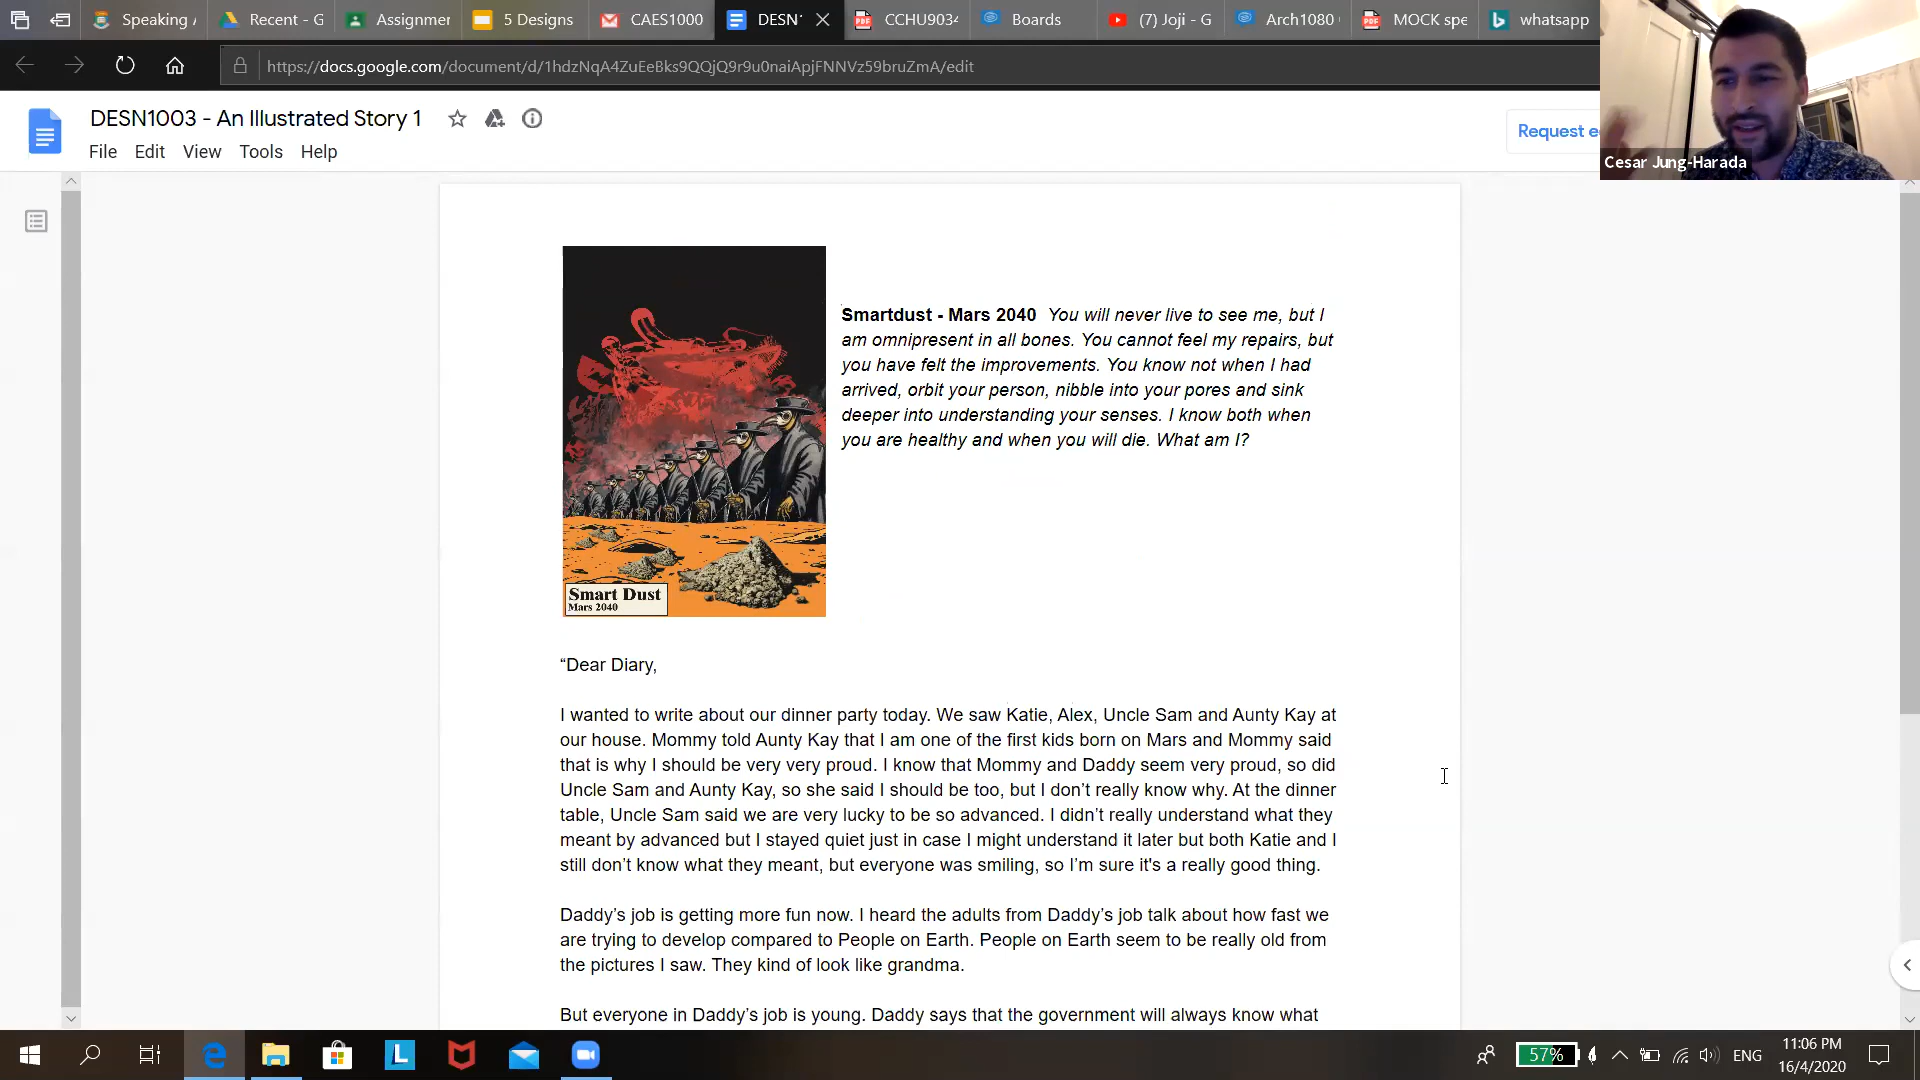 Speaking A
Recent - G
Assignmen
5 Designs
CAES1000
DESN1
CCHU9034
Boards
(7) Joji - G
Arch1080
MOCK spe
whatsapp
https://docs.google.com/document/d/1hdzNqA4ZuEeBks9QQjQ9r9u0naiApjFNNVz59bruZmA/edit
DESN1003 - An Illustrated Story 1
Request e
File Edit View Tools Help
Cesar Jung-Harada
Smartdust - Mars 2040 You will never live to see me, but I
am omnipresent in all bones. You cannot feel my repairs, but
you have felt the improvements. You know not when I had
arrived, orbit your person, nibble into your pores and sink
deeper into understanding your senses. I know both when
you are healthy and when you will die. What am I?
Smart Dust
Mars 2040
“Dear Diary,
I wanted to write about our dinner party today. We saw Katie, Alex, Uncle Sam and Aunty Kay at
our house. Mommy told Aunty Kay that I am one of the first kids born on Mars and Mommy said
that is why I should be very very proud. I know that Mommy and Daddy seem very proud, so did
Uncle Sam and Aunty Kay, so she said I should be too, but I don’t really know why. At the dinner
table, Uncle Sam said we are very lucky to be so advanced. I didn’t really understand what they
meant by advanced but I stayed quiet just in case I might understand it later but both Katie and I
still don’t know what they meant, but everyone was smiling, so I’m sure it's a really good thing.
Daddy’s job is getting more fun now. I heard the adults from Daddy’s job talk about how fast we
are trying to develop compared to People on Earth. People on Earth seem to be really old from
the pictures I saw. They kind of look like grandma.
But everyone in Daddy’s job is young. Daddy says that the government will always know what
57%
ENG
11:06 PM
16/4/2020